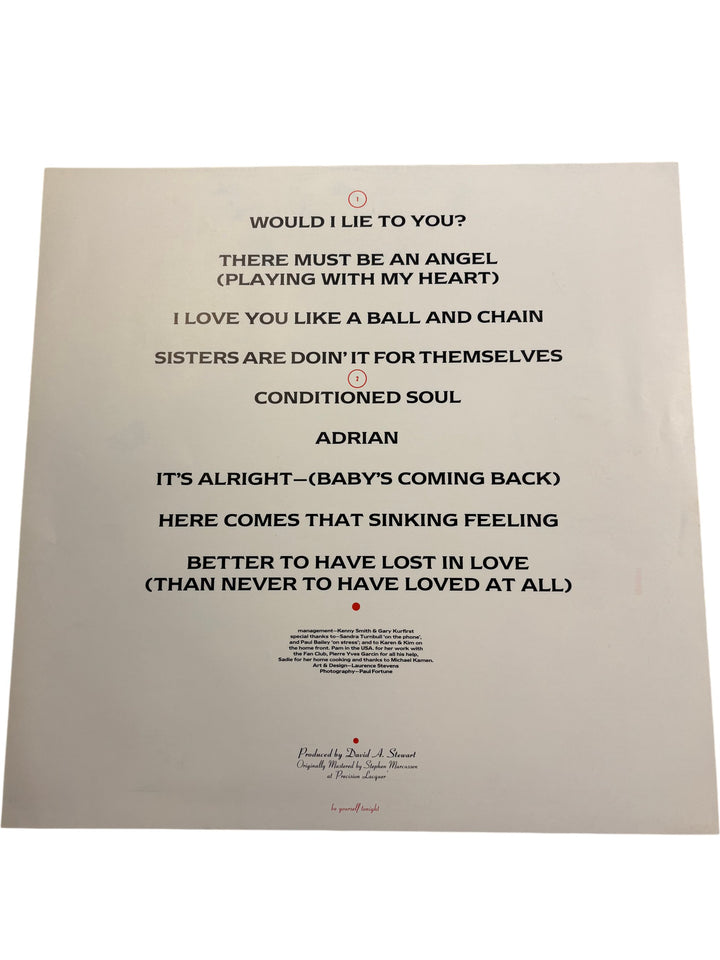 1
WOULD I LIE TO YOU?
THERE MUST BE AN ANGEL
(PLAYING WITH MY HEART)
I LOVE YOU LIKE A BALL AND CHAIN
SISTERS ARE DOIN' IT FOR THEMSELVES
2
CONDITIONED SOUL
ADRIAN
IT'S ALRIGHT—(BABY'S COMING BACK)
HERE COMES THAT SINKING FEELING
BETTER TO HAVE LOST IN LOVE
(THAN NEVER TO HAVE LOVED AT ALL)
management—Kenny Smith & Gary Kurfirst
special thanks to—Sandra Turnbull 'on the phone',
and Paul Bailey 'on stress'; and to Karen & Kim on
the home front. Pam in the USA. for her work with
the Fan Club, Pierre Yves Garcin for all his help,
Sadie for her home cooking and thanks to Michael Kamen.
Art & Design—Laurence Stevens
Photography—Paul Fortune
Produced by David A. Stewart
Originally Mastered by Stephen Marcussen
at Precision Lacquer
be yourself tonight